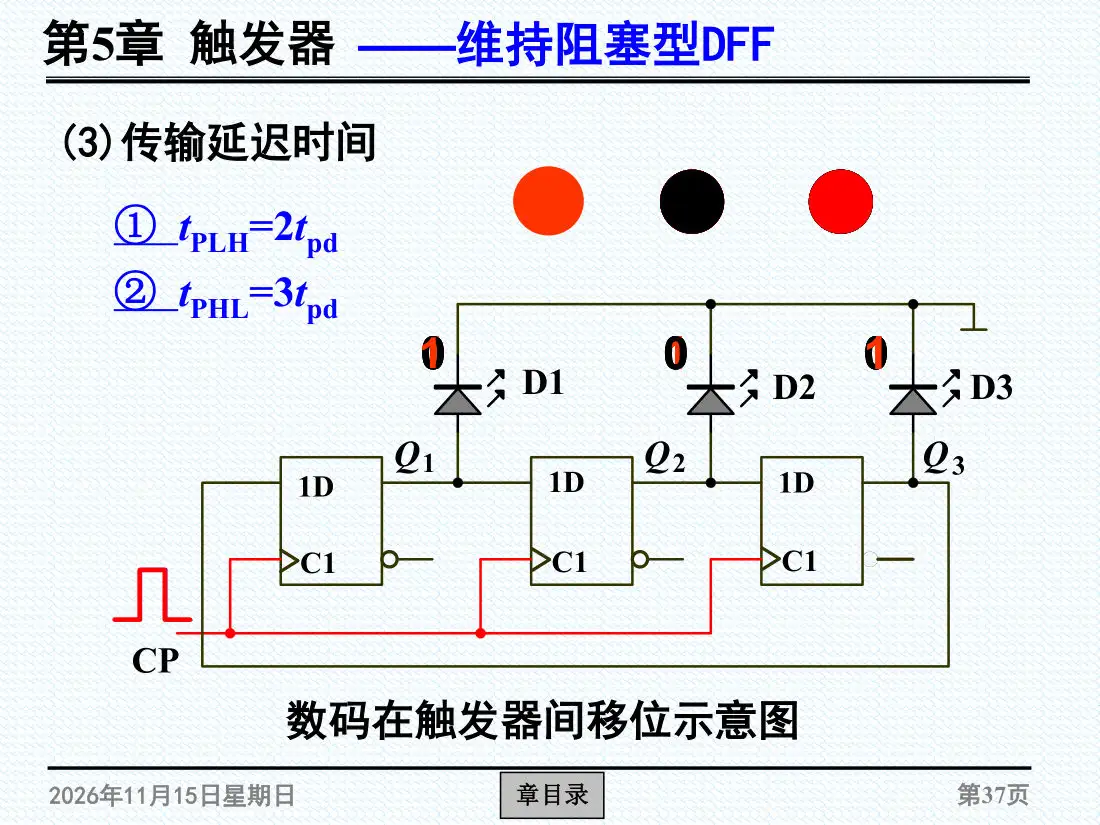 第5章 触发器 ——维持阻塞型DFF
(3)传输延迟时间
① tPLH=2tpd
② tPHL=3tpd
D1 D2 D3
Q1 Q2 Q3
1D 1D 1D
C1 C1 C1
CP
数码在触发器间移位示意图
2026年11月15日星期日 章目录 第37页